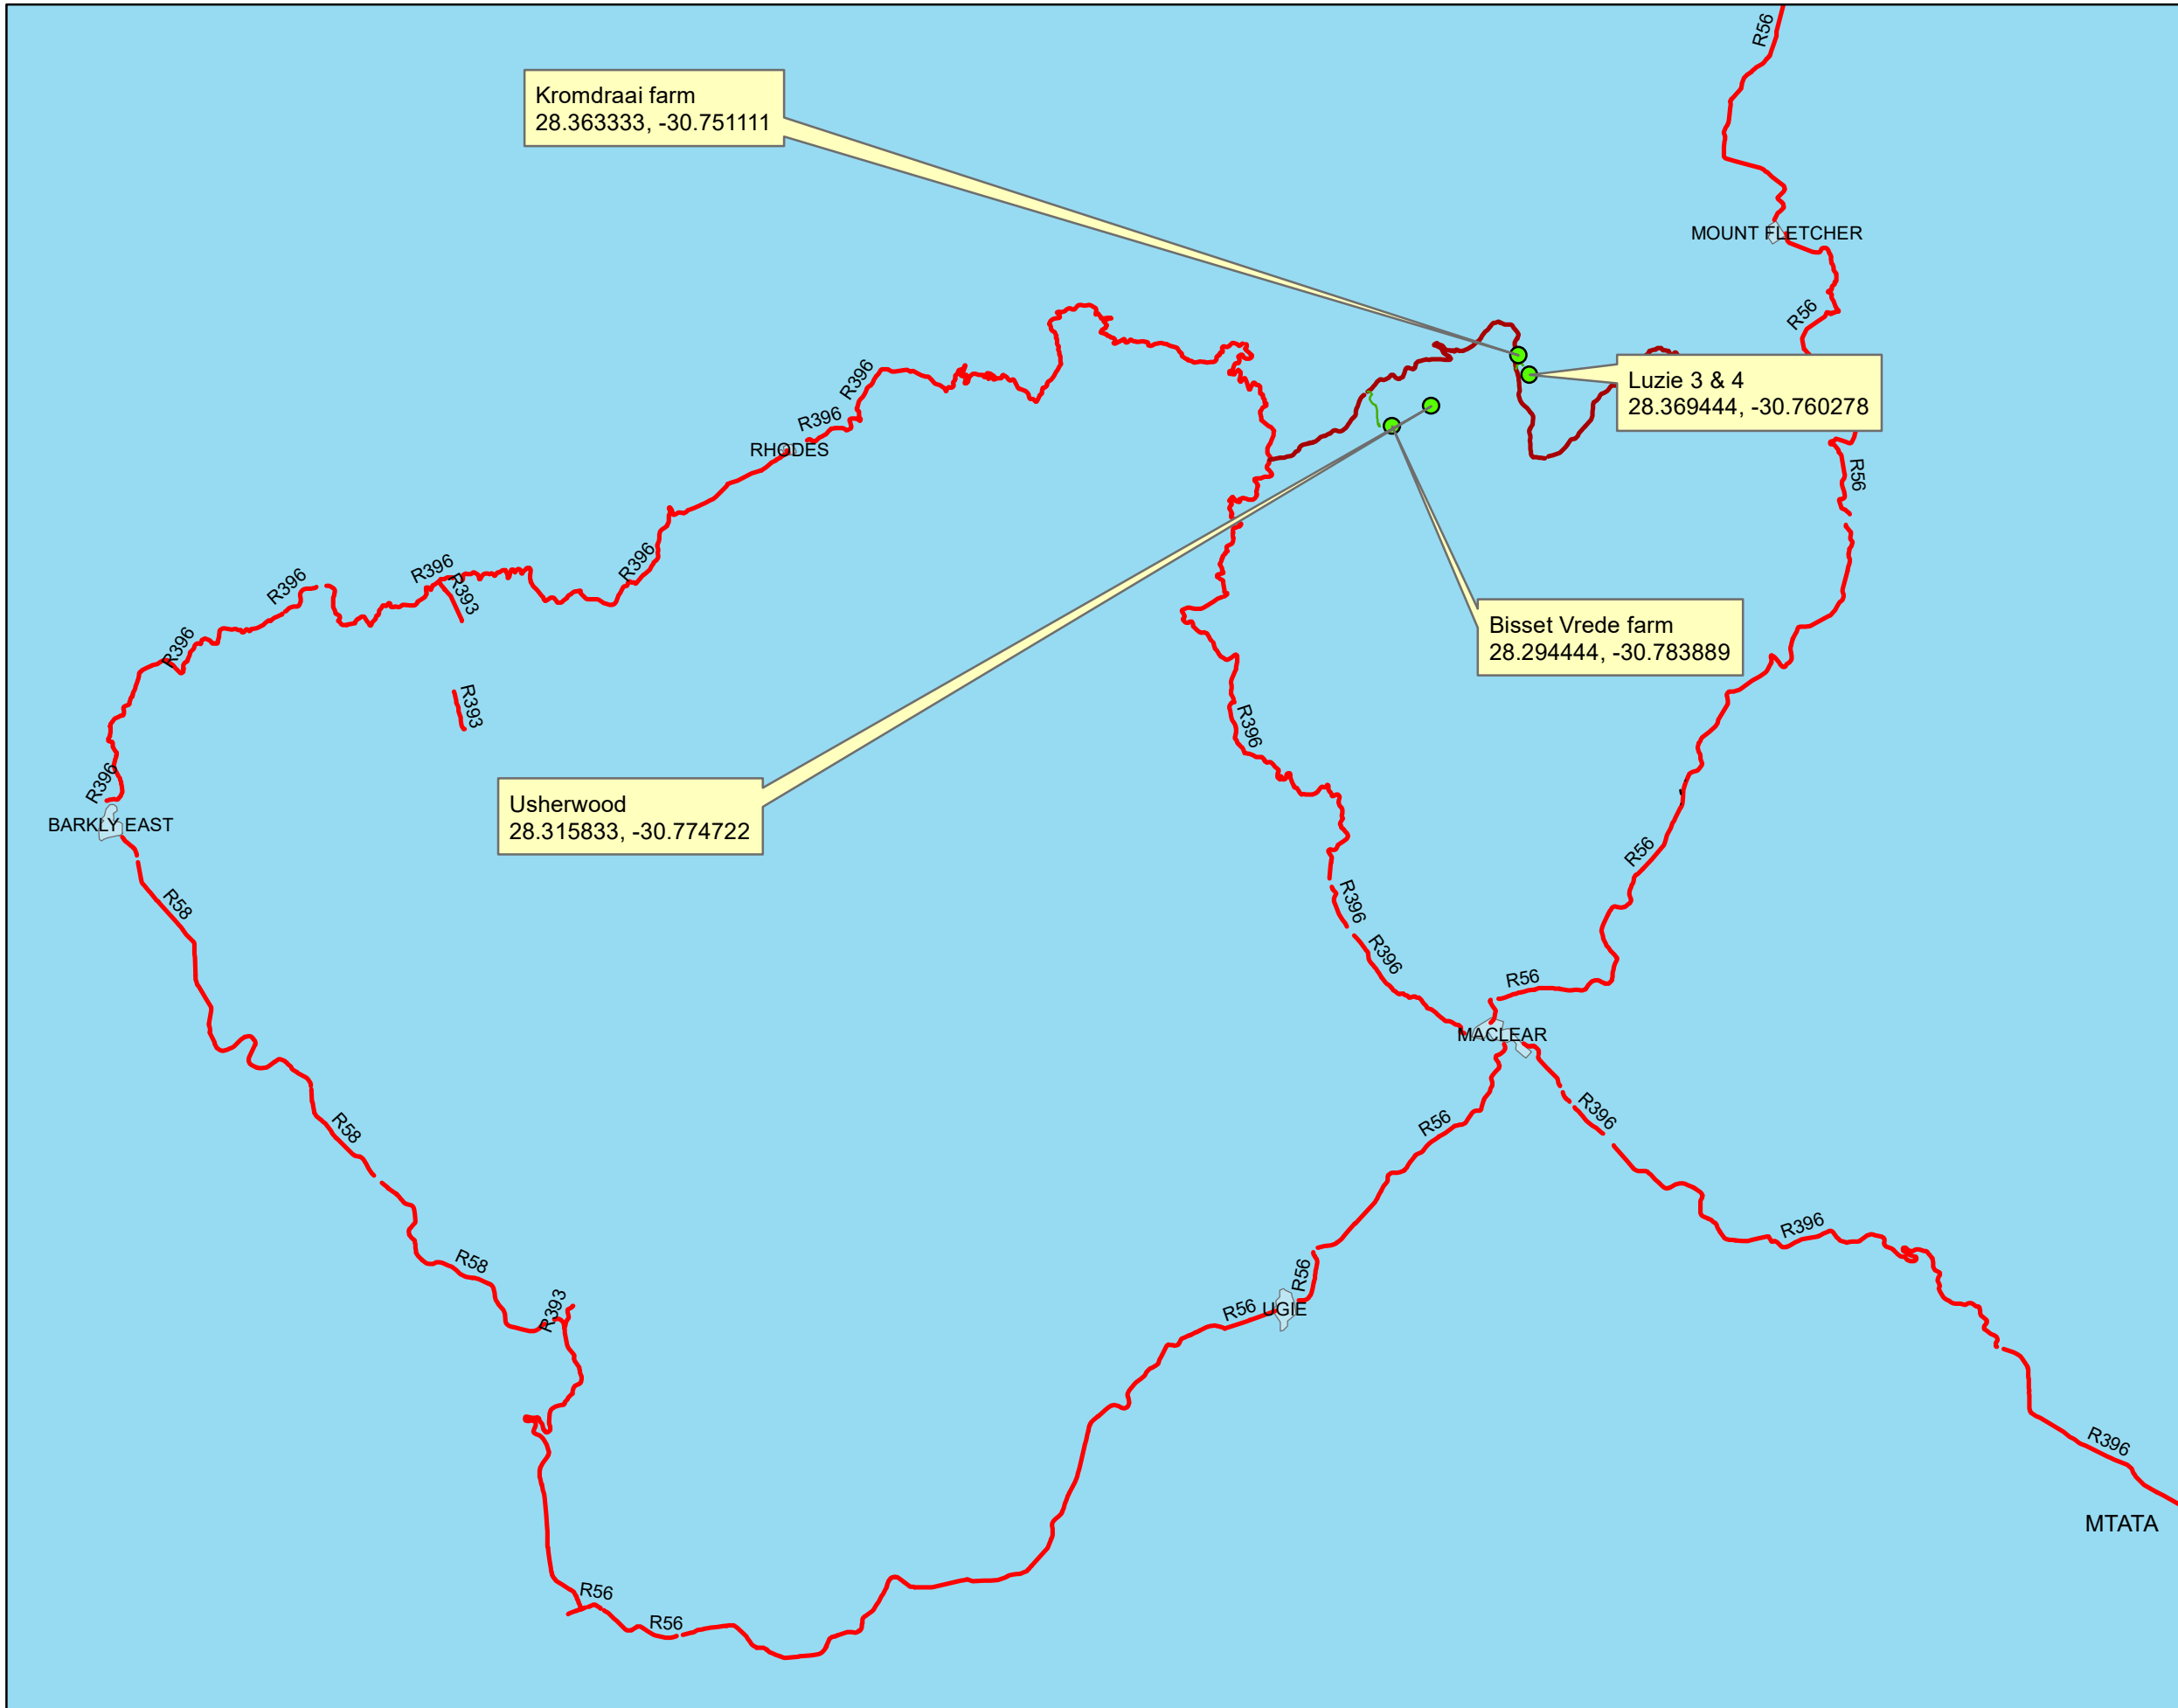 R56
Kromdraai farm
28.363333, -30.751111
MOUNT FLETCHER
R56
R396
Luzie 3 & 4
28.369444, -30.760278
R396
RHODES
R56
R396
R396
R393
R396
R396
Bisset Vrede farm
28.294444, -30.783889
R393
R396
R396
Usherwood
28.315833, -30.774722
BARKLY EAST
R56
R58
R396
R396
R56
MACLEAR
R396
R56
R58
R396
R58
R56
R393
R56
UGIE
R396
MTATA
R56
R56